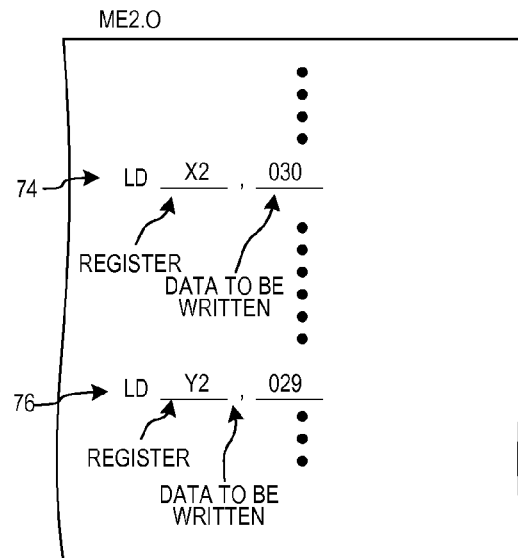 ME2.O
74 LD X2 , 030
REGISTER
DATA TO BE
WRITTEN
76 LD Y2 , 029
REGISTER
DATA TO BE
WRITTEN